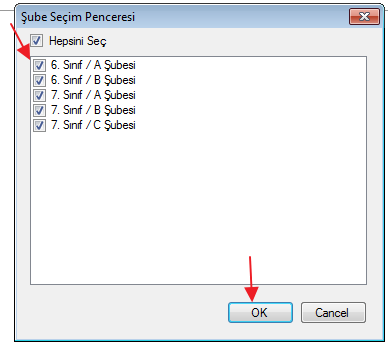 Şube Seçim Penceresi
Hepsini Seç
6. Sınıf / A Şubesi
6. Sınıf / B Şubesi
7. Sınıf / A Şubesi
7. Sınıf / B Şubesi
7. Sınıf / C Şubesi
OK Cancel